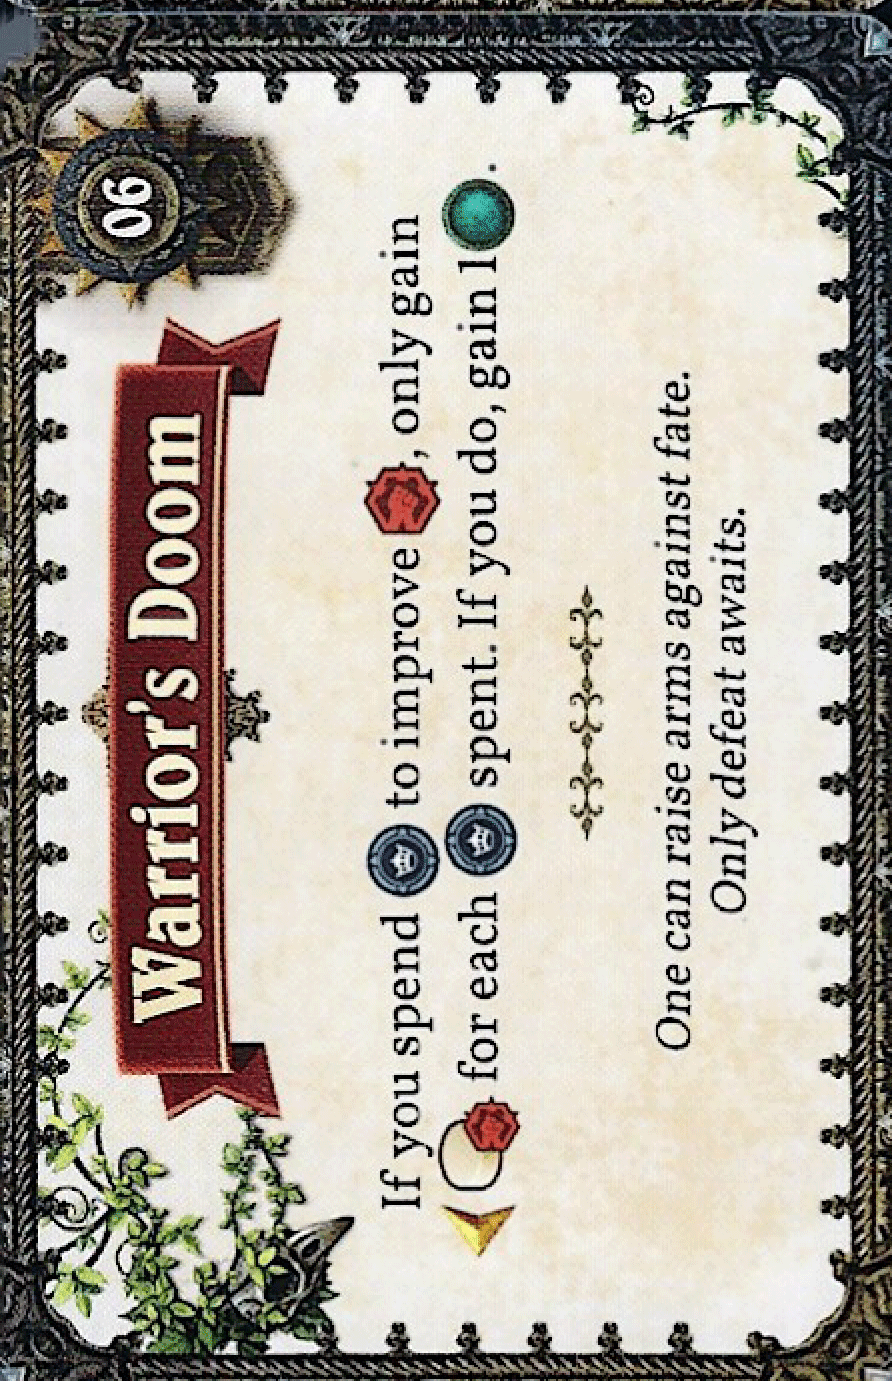 Warrior's Doom
06
If you spend to improve , only gain
for each spent. If you do, gain 1 .
One can raise arms against fate.
Only defeat awaits.